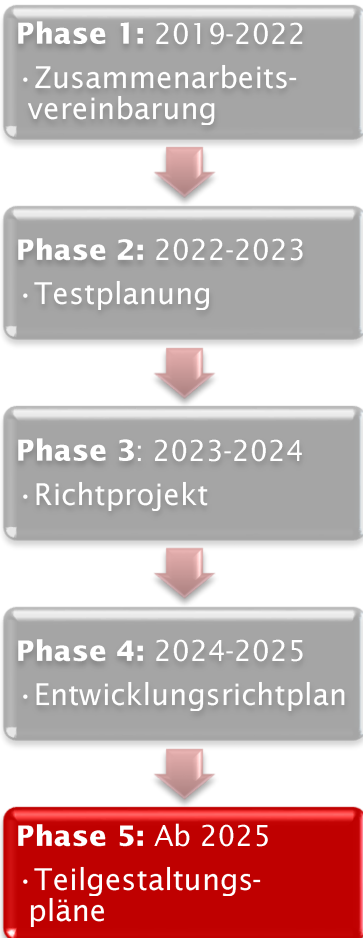 Phase 1: 2019-2022
·Zusammenarbeits-
vereinbarung
Phase 2: 2022-2023
·Testplanung
Phase 3: 2023-2024
·Richtprojekt
Phase 4: 2024-2025
·Entwicklungsrichtplan
Phase 5: Ab 2025
·Teilgestaltungs-
pläne